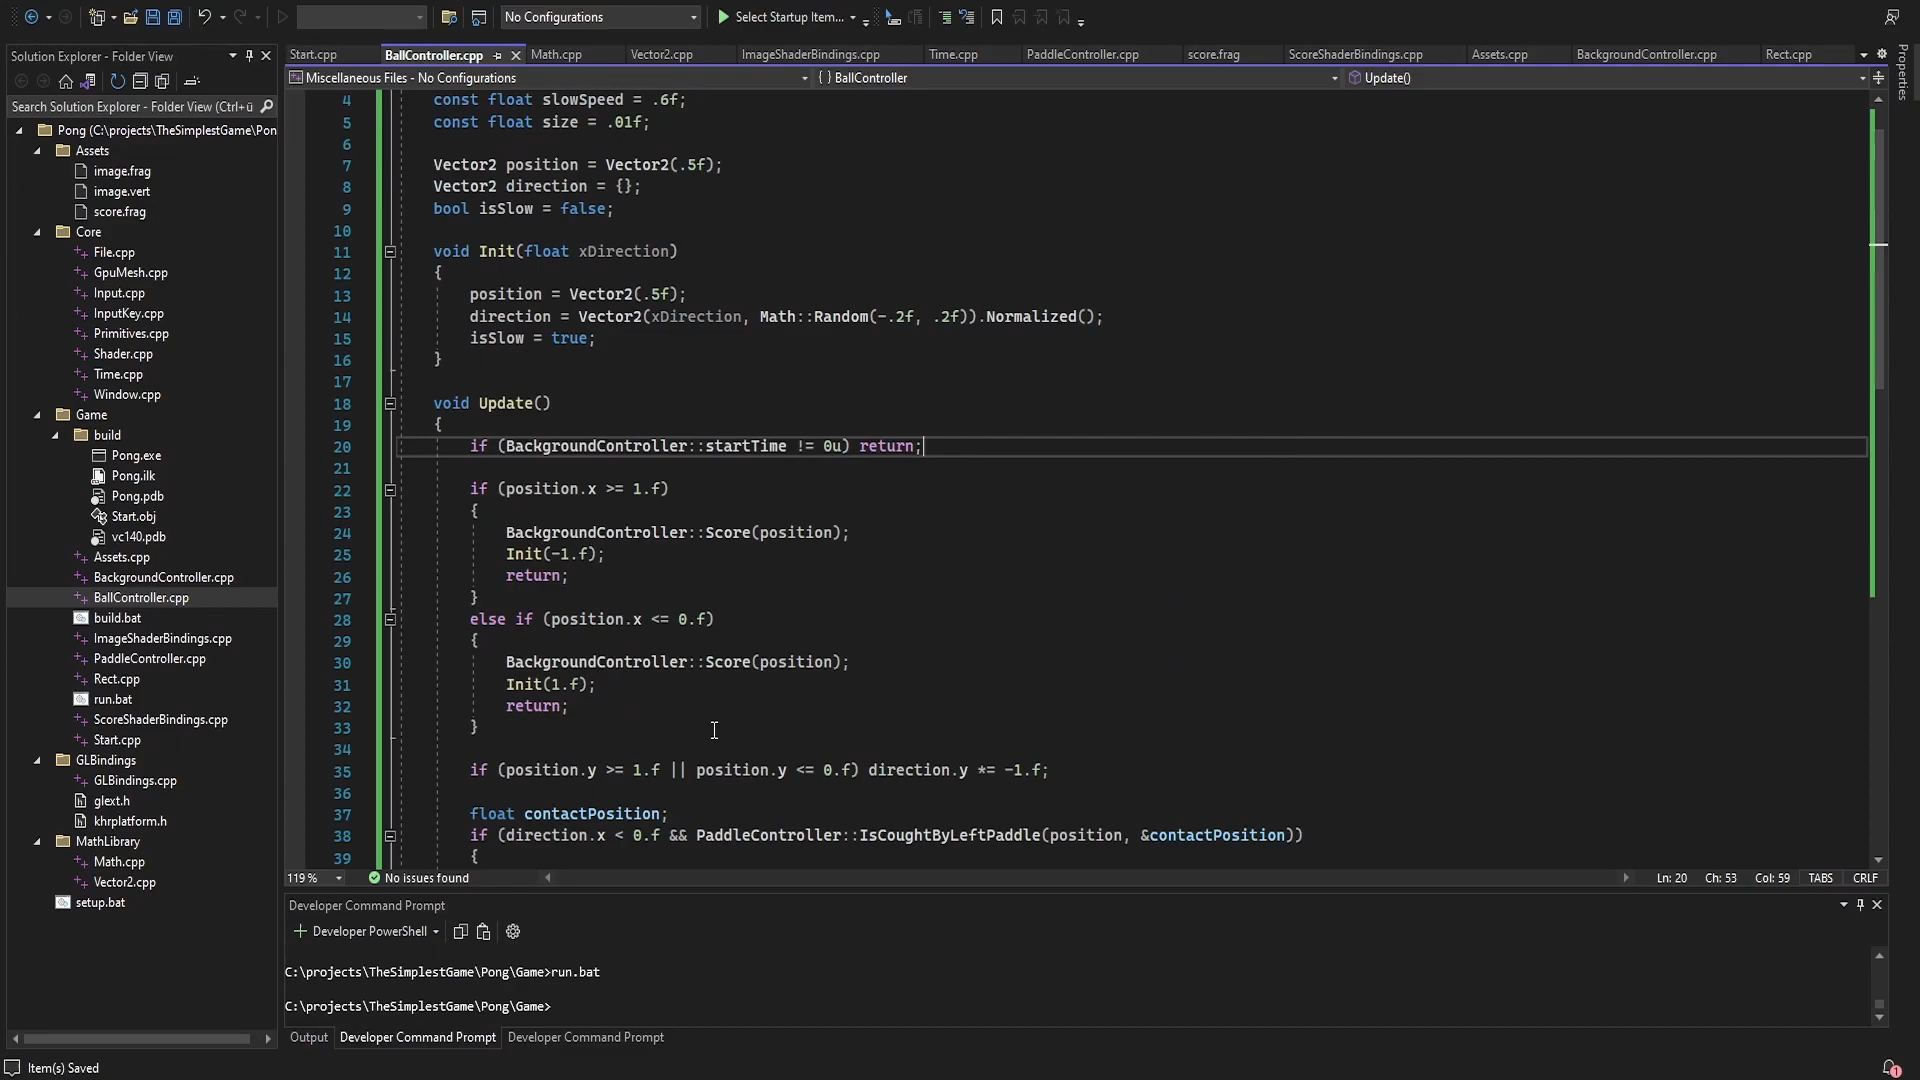 No Configurations
Select Startup Item...
Solution Explorer - Folder View
Search Solution Explorer - Folder View (Ctrl+ü
Pong (C:\projects\TheSimplestGame\Pon
Assets
image.frag
image.vert
score.frag
Core
File.cpp
GpuMesh.cpp
Input.cpp
InputKey.cpp
Primitives.cpp
Shader.cpp
Time.cpp
Window.cpp
Game
build
Pong.exe
Pong.ilk
Pong.pdb
Start.obj
vc140.pdb
Assets.cpp
BackgroundController.cpp
BallController.cpp
build.bat
ImageShaderBindings.cpp
PaddleController.cpp
Rect.cpp
run.bat
ScoreShaderBindings.cpp
Start.cpp
GLBindings
GLBindings.cpp
glext.h
khrplatform.h
MathLibrary
Math.cpp
Vector2.cpp
setup.bat
Start.cpp BallController.cpp Math.cpp Vector2.cpp ImageShaderBindings.cpp Time.cpp PaddleController.cpp score.frag ScoreShaderBindings.cpp Assets.cpp BackgroundController.cpp Rect.cpp
Miscellaneous Files - No Configurations { } BallController Update()
4 const float slowSpeed = .6f;
5 const float size = .01f;
6
7 Vector2 position = Vector2(.5f);
8 Vector2 direction = {};
9 bool isSlow = false;
10
11 void Init(float xDirection)
12 {
13 position = Vector2(.5f);
14 direction = Vector2(xDirection, Math::Random(-.2f, .2f)).Normalized();
15 isSlow = true;
16 }
17
18 void Update()
19 {
20 if (BackgroundController::startTime != 0u) return;
21
22 if (position.x >= 1.f)
23 {
24 BackgroundController::Score(position);
25 Init(-1.f);
26 return;
27 }
28 else if (position.x <= 0.f)
29 {
30 BackgroundController::Score(position);
31 Init(1.f);
32 return;
33 }
34
35 if (position.y >= 1.f || position.y <= 0.f) direction.y *= -1.f;
36
37 float contactPosition;
38 if (direction.x < 0.f && PaddleController::IsCoughtByLeftPaddle(position, &contactPosition))
39 {
119 % No issues found Ln: 20 Ch: 53 Col: 59 TABS CRLF
Developer Command Prompt
Developer PowerShell
C:\projects\TheSimplestGame\Pong\Game>run.bat
C:\projects\TheSimplestGame\Pong\Game>
Output Developer Command Prompt Developer Command Prompt
Item(s) Saved
1
Properties